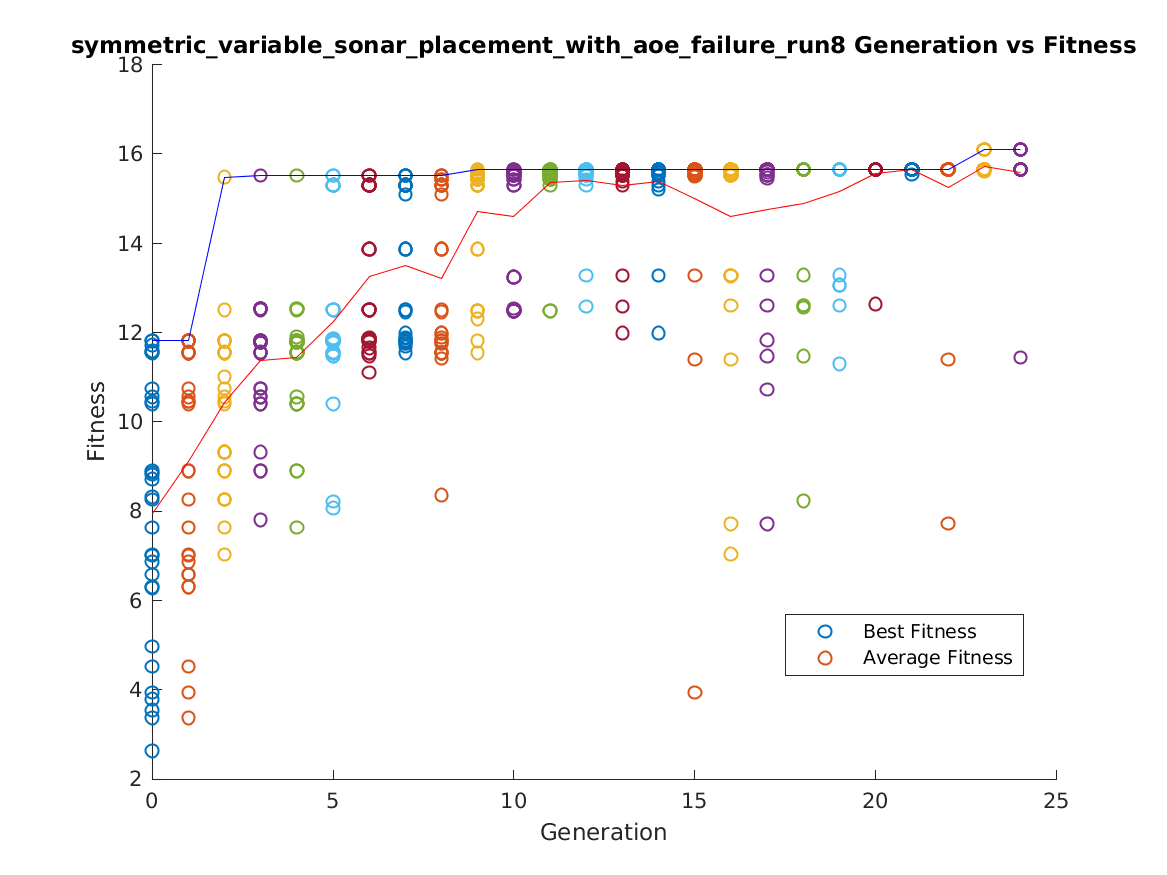 symmetric_variable_sonar_placement_with_aoe_failure_run8 Generation vs Fitness
18
16
14
12
10
8
6
4
2
Fitness
Best Fitness
Average Fitness
0 5 10 15 20 25
Generation